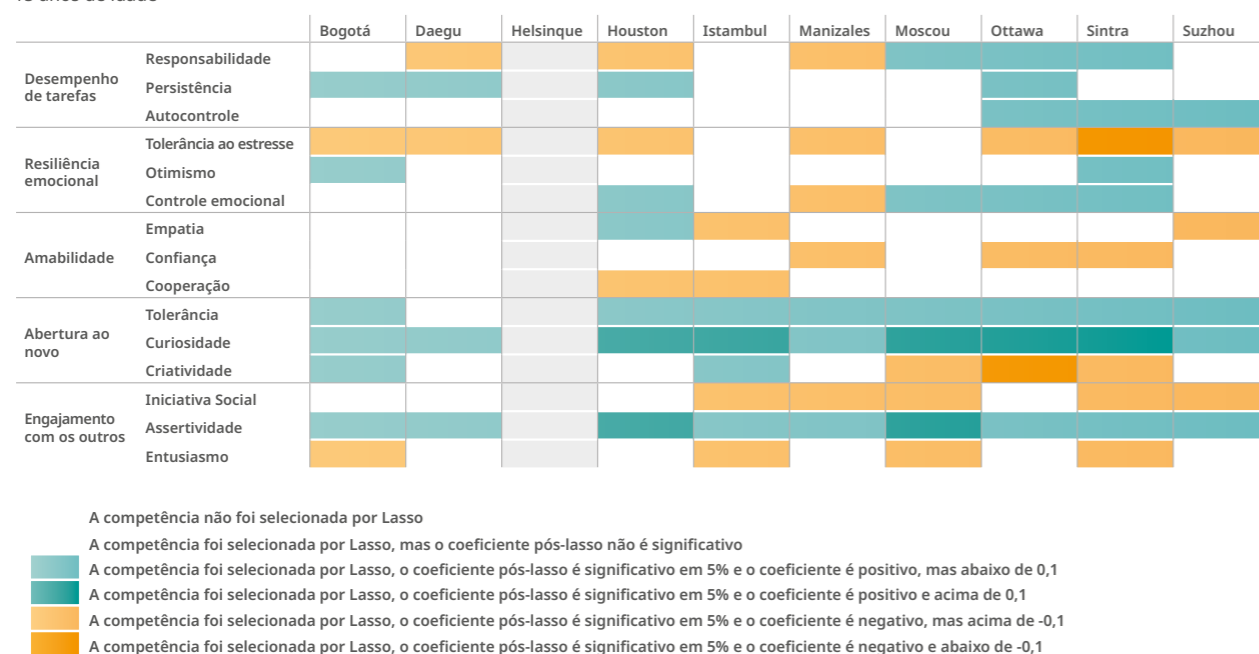 Bogotá Daegu Helsinque Houston Istambul Manizales Moscou Ottawa Sintra Suzhou
Desempenho de tarefas
Responsabilidade
Persistência
Autocontrole
Resiliência emocional
Tolerância ao estresse
Otimismo
Controle emocional
Amabilidade
Empatia
Confiança
Cooperação
Abertura ao novo
Tolerância
Curiosidade
Criatividade
Engajamento com os outros
Iniciativa Social
Assertividade
Entusiasmo
A competência não foi selecionada por Lasso
A competência foi selecionada por Lasso, mas o coeficiente pós-lasso não é significativo
A competência foi selecionada por Lasso, o coeficiente pós-lasso é significativo em 5% e o coeficiente é positivo, mas abaixo de 0,1
A competência foi selecionada por Lasso, o coeficiente pós-lasso é significativo em 5% e o coeficiente é positivo e acima de 0,1
A competência foi selecionada por Lasso, o coeficiente pós-lasso é significativo em 5% e o coeficiente é negativo, mas acima de -0,1
A competência foi selecionada por Lasso, o coeficiente pós-lasso é significativo em 5% e o coeficiente é negativo e abaixo de -0,1